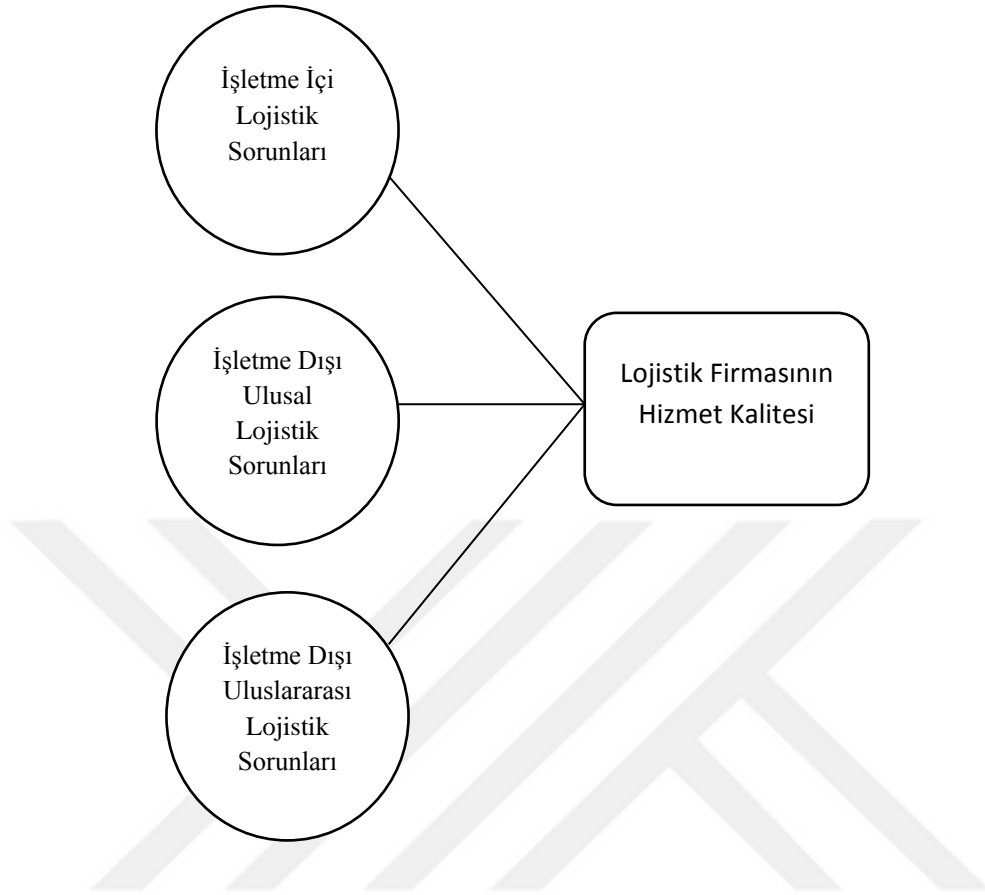 İşletme İçi
Lojistik
Sorunları
İşletme Dışı
Ulusal
Lojistik
Sorunları
Lojistik Firmasının
Hizmet Kalitesi
İşletme Dışı
Uluslararası
Lojistik
Sorunları